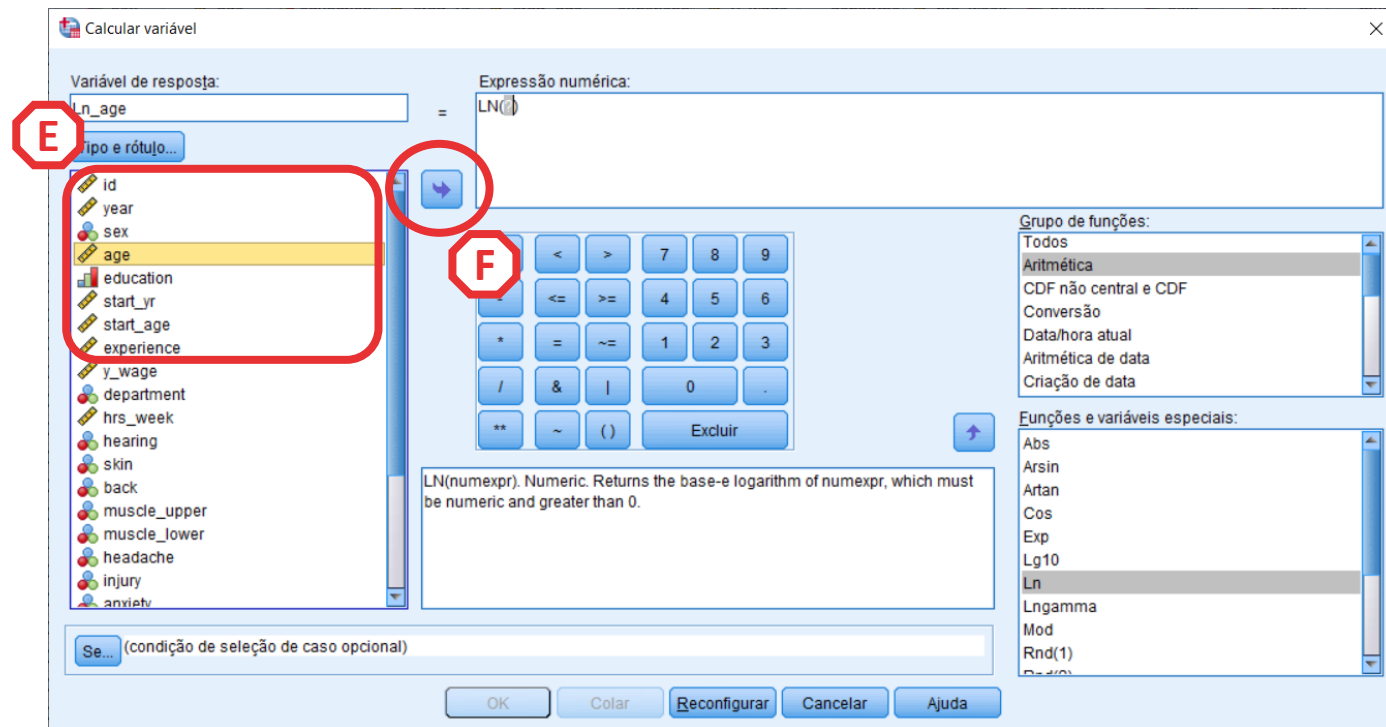 Calcular variável
Variável de resposta:
Expressão numérica:
Ln_age
=
LN(?)
E
Tipo e rótulo...
id
year
sex
age
education
start_yr
start_age
experience
y_wage
department
hrs_week
hearing
skin
back
muscle_upper
muscle_lower
headache
injury
anxiety
F
< > 7 8 9
- <= >= 4 5 6
* = ~= 1 2 3
/ & | 0 .
** ~ ( ) Excluir
LN(numexpr). Numeric. Returns the base-e logarithm of numexpr, which must
be numeric and greater than 0.
Grupo de funções:
Todos
Aritmética
CDF não central e CDF
Conversão
Data/hora atual
Aritmética de data
Criação de data
Funções e variáveis especiais:
Abs
Arsin
Artan
Cos
Exp
Lg10
Ln
Lngamma
Mod
Rnd(1)
Se... (condição de seleção de caso opcional)
OK Colar Reconfigurar Cancelar Ajuda